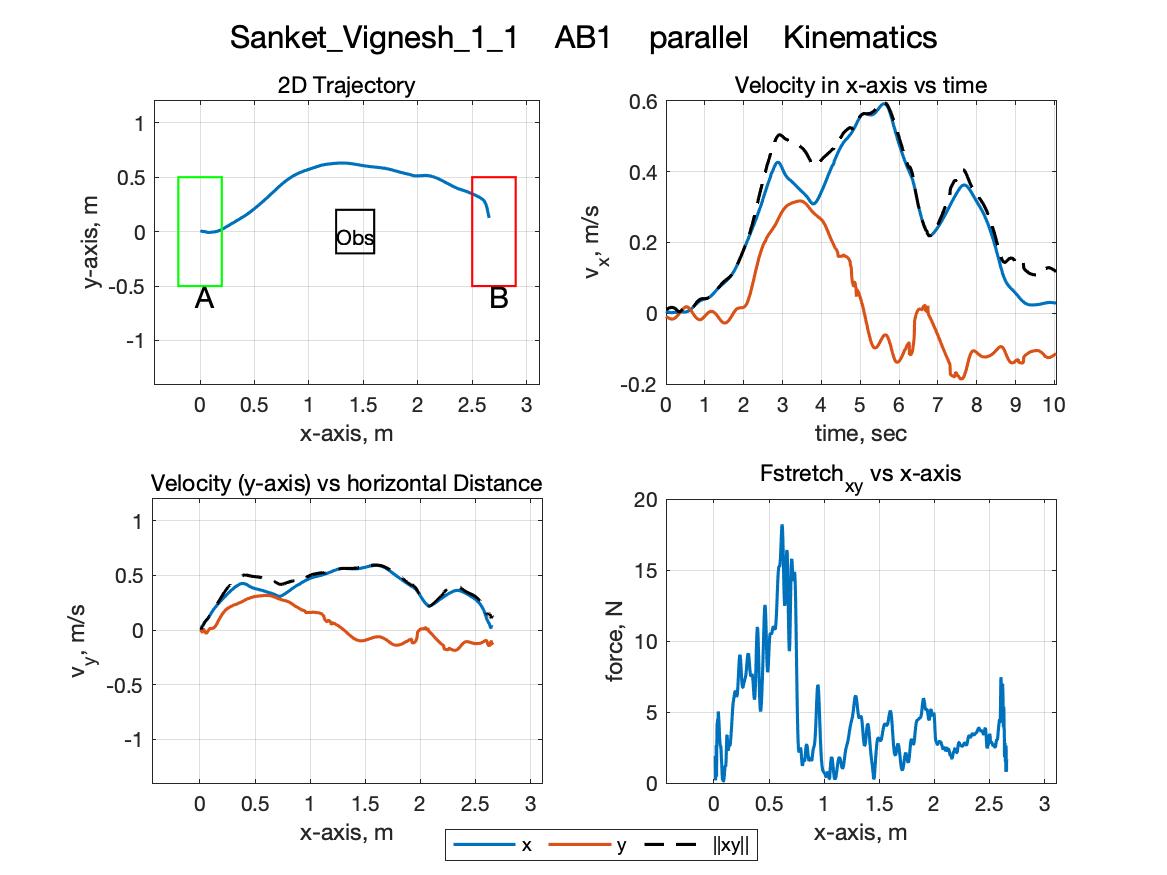 Sanket_Vignesh_1_1 AB1 parallel Kinematics
2D Trajectory
1
0.5
0
-0.5
-1
y-axis, m
Obs
A
B
0 0.5 1 1.5 2 2.5 3
x-axis, m
Velocity in x-axis vs time
0.6
0.4
0.2
0
-0.2
v_x, m/s
0 1 2 3 4 5 6 7 8 9 10
time, sec
Velocity (y-axis) vs horizontal Distance
1
0.5
0
-0.5
-1
v_y, m/s
0 0.5 1 1.5 2 2.5 3
x-axis, m
Fstretch_xy vs x-axis
20
15
10
5
0
force, N
0 0.5 1 1.5 2 2.5 3
x-axis, m
x y ||xy||